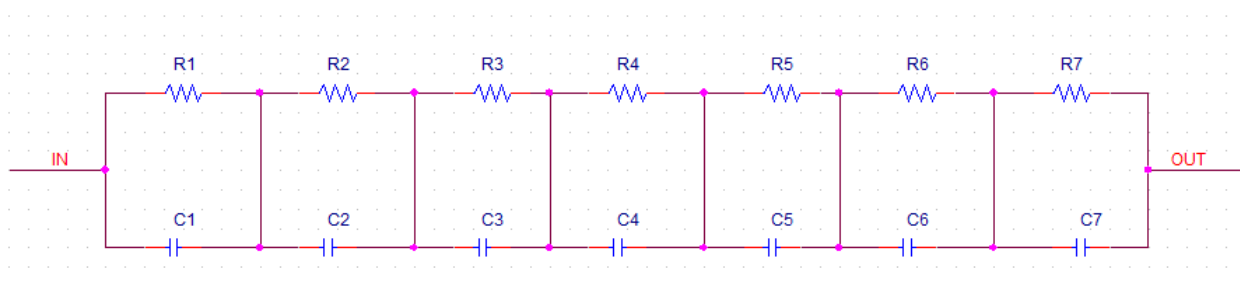 R1 R2 R3 R4 R5 R6 R7
IN OUT
C1 C2 C3 C4 C5 C6 C7